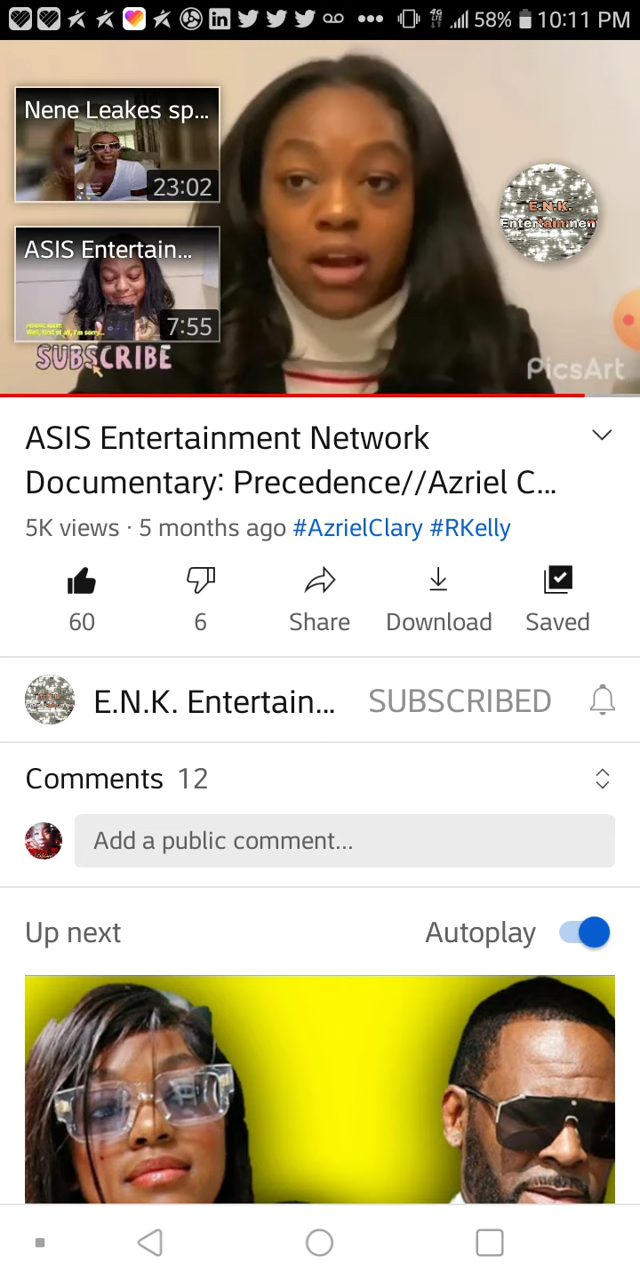 58% 10:11 PM
Nene Leakes sp...
23:02
E.N.K.
Entertainmen
ASIS Entertain...
7:55
SUBSCRIBE
PicsArt
ASIS Entertainment Network
Documentary: Precedence//Azriel C...
5K views · 5 months ago #AzrielClary #RKelly
60 6 Share Download Saved
E.N.K. Entertain... SUBSCRIBED
Comments 12
Add a public comment...
Up next Autoplay